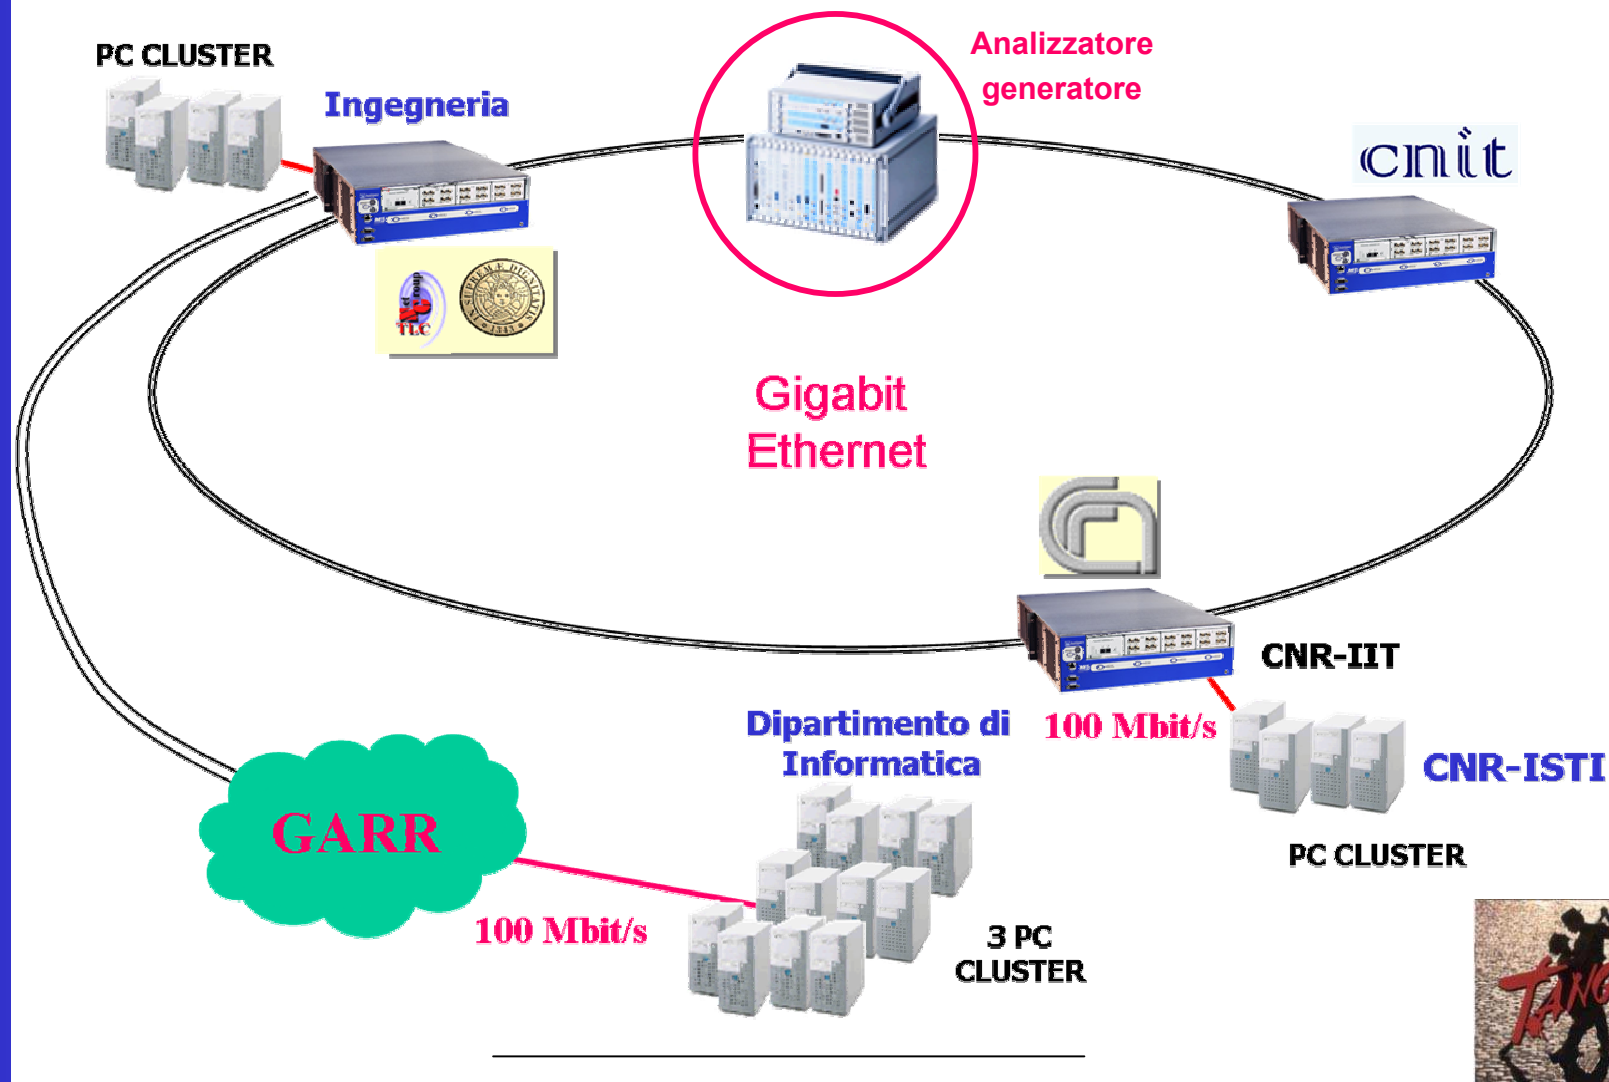 PC CLUSTER
Ingegneria
Analizzatore
generatore
cnit
TLC
Gigabit
Ethernet
CNR-IIT
Dipartimento di
Informatica
100 Mbit/s
CNR-ISTI
GARR
PC CLUSTER
100 Mbit/s
3 PC
CLUSTER